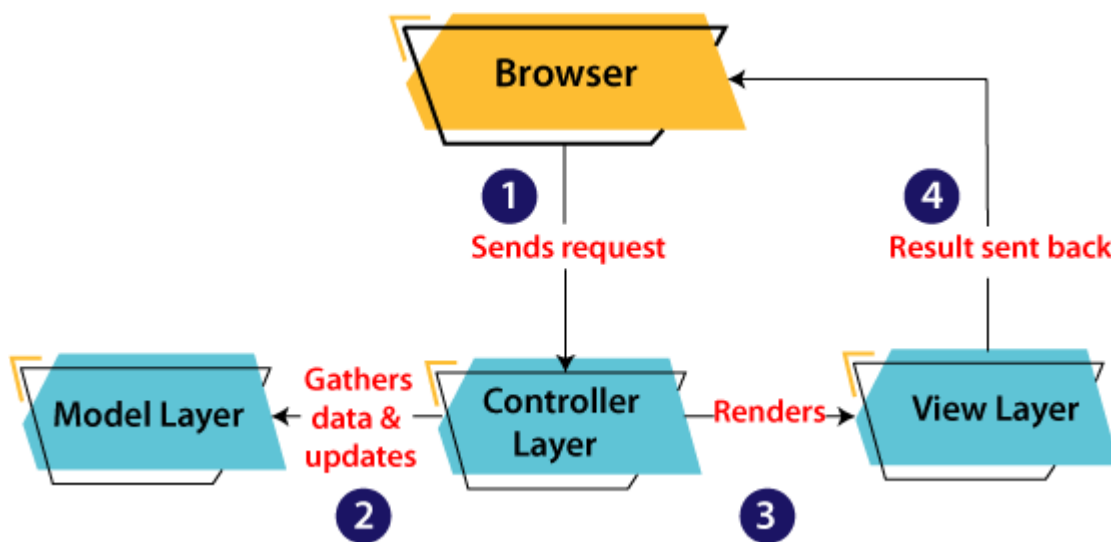 Browser
1
4
Sends request
Result sent back
Model Layer
Gathers
data &
updates
Controller
Layer
Renders
View Layer
2
3